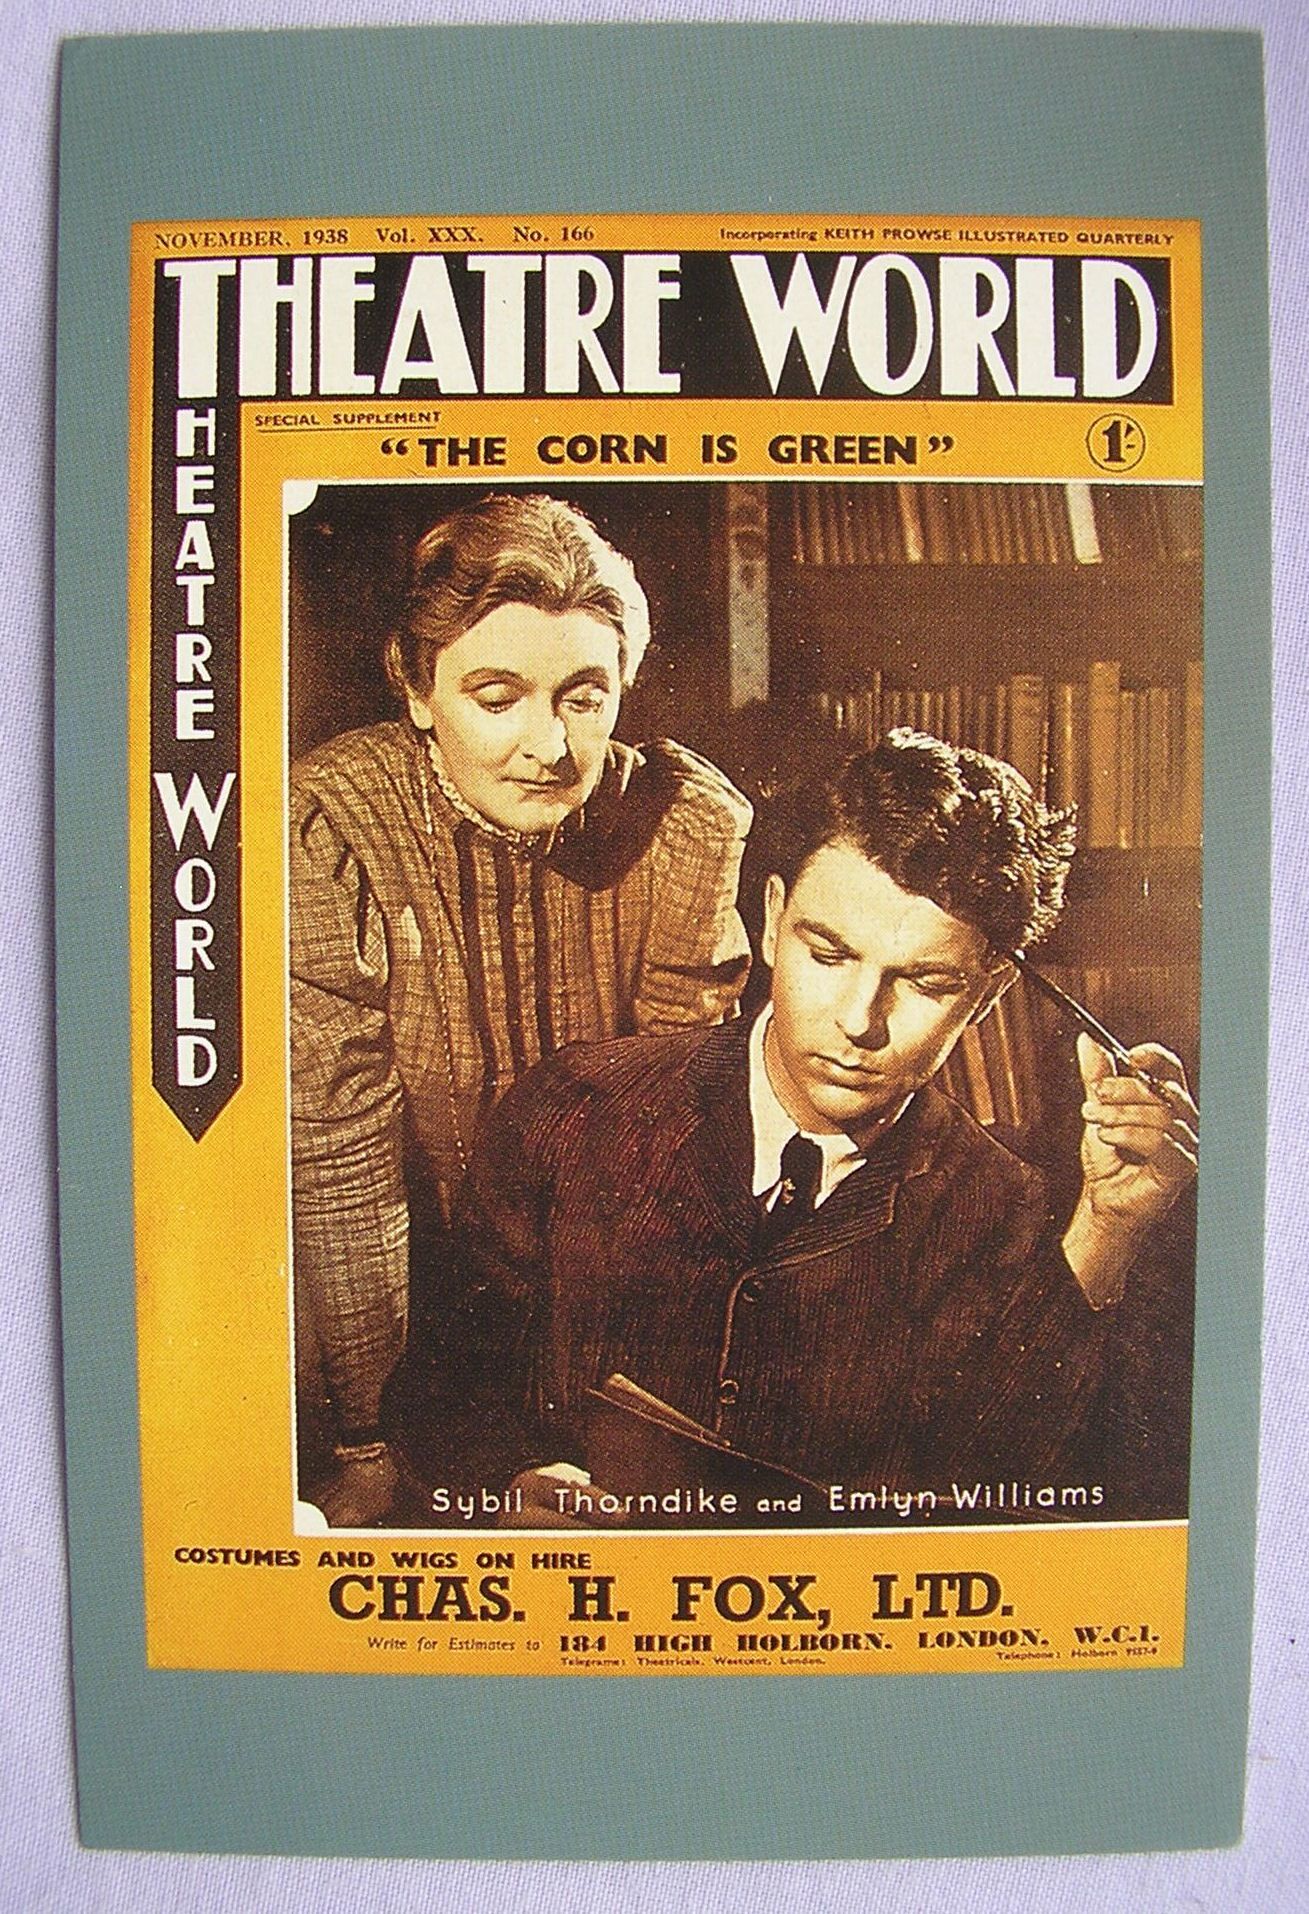 NOVEMBER, 1938 Vol. XXX. No. 166 Incorporating KEITH PROWSE ILLUSTRATED QUARTERLY
THEATRE WORLD
THEATRE WORLD
SPECIAL SUPPLEMENT
"THE CORN IS GREEN" 1'-
Sybil Thorndike and Emlyn Williams
COSTUMES AND WIGS ON HIRE
CHAS. H. FOX, LTD.
Write for Estimates to 184 HIGH HOLBORN. LONDON. W.C.1.
Telegrams: Theatricals, Westcent, London. Telephone: Holborn